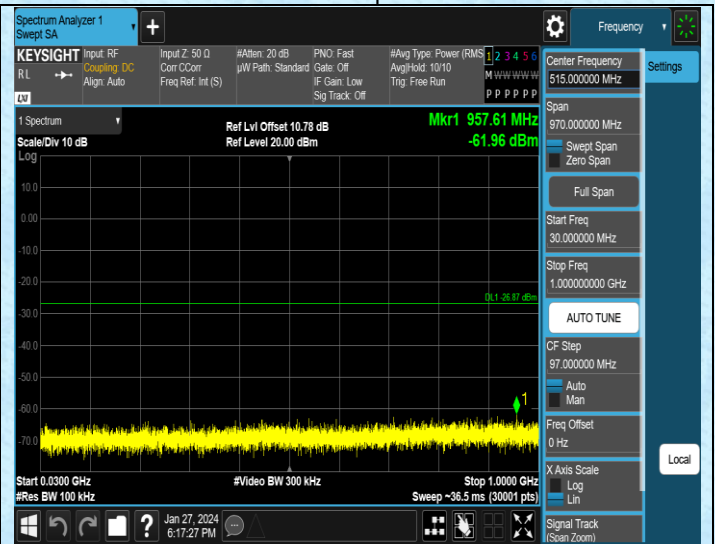 Spectrum Analyzer 1
Swept SA
+
Frequency
KEYSIGHT
RL
LXI
Input: RF
Coupling: DC
Align: Auto
Input Z: 50 Ω
Corr CCorr
Freq Ref: Int (S)
#Atten: 20 dB
µW Path: Standard
PNO: Fast
Gate: Off
IF Gain: Low
Sig Track: Off
#Avg Type: Power (RMS
Avg|Hold: 10/10
Trig: Free Run
1 2 3 4 5 6
M W W W W W
P P P P P P
1 Spectrum
Scale/Div 10 dB
Ref Lvl Offset 10.78 dB
Ref Level 20.00 dBm
Mkr1 957.61 MHz
-61.96 dBm
Log
10.0
0.00
-10.0
-20.0
-30.0
-40.0
-50.0
-60.0
-70.0
DL1 -26.87 dBm
1
Start 0.0300 GHz
#Res BW 100 kHz
#Video BW 300 kHz
Stop 1.0000 GHz
Sweep ~36.5 ms (30001 pts)
Jan 27, 2024
6:17:27 PM
?
Center Frequency
515.000000 MHz
Settings
Span
970.000000 MHz
Swept Span
Zero Span
Full Span
Start Freq
30.000000 MHz
Stop Freq
1.000000000 GHz
AUTO TUNE
CF Step
97.000000 MHz
Auto
Man
Freq Offset
0 Hz
X Axis Scale
Log
Lin
Local
Signal Track
(Span Zoom)